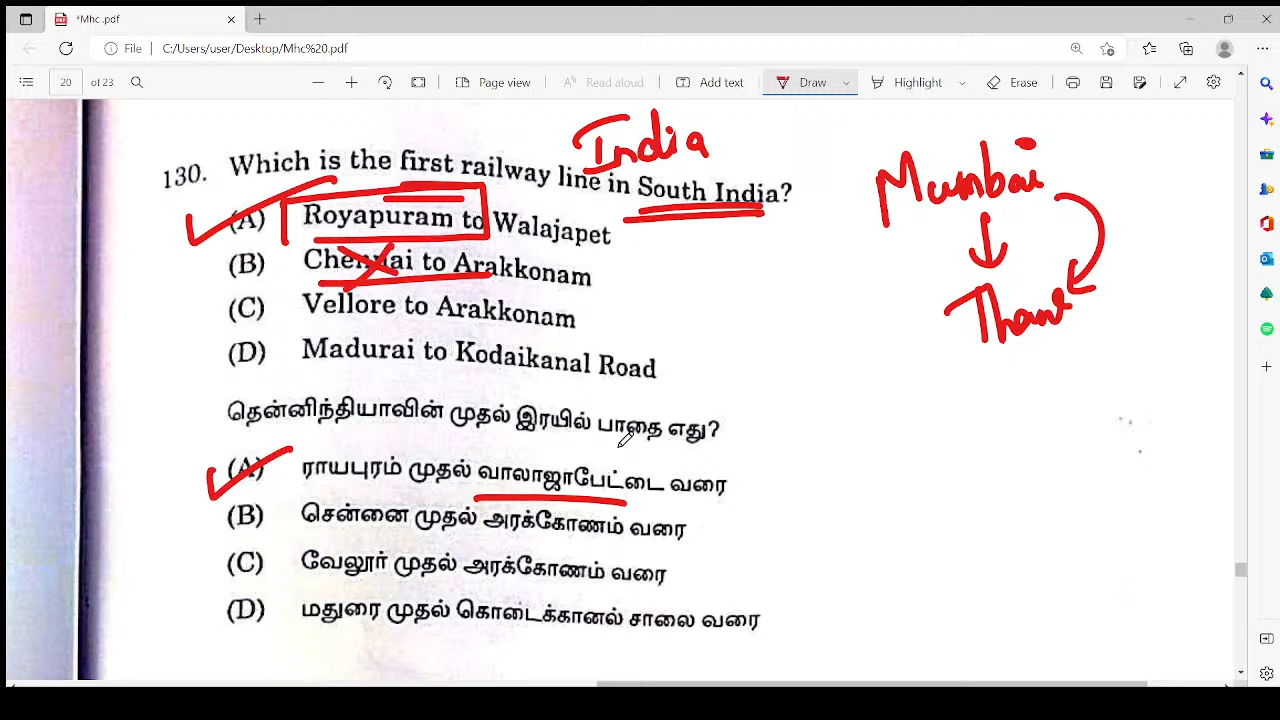 *Mhc .pdf
File C:/Users/user/Desktop/Mhc%20.pdf
20 of 23 Page view Read aloud Add text Draw Highlight Erase
India
130. Which is the first railway line in South India?
(A) Royapuram to Walajapet
(B) Chennai to Arakkonam
(C) Vellore to Arakkonam
(D) Madurai to Kodaikanal Road
தென்னிந்தியாவின் முதல் இரயில் பாதை எது?
(A) ராயபுரம் முதல் வாலாஜாபேட்டை வரை
(B) சென்னை முதல் அரக்கோணம் வரை
(C) வேலூர் முதல் அரக்கோணம் வரை
(D) மதுரை முதல் கொடைக்கானல் சாலை வரை
Mumbai
Thane